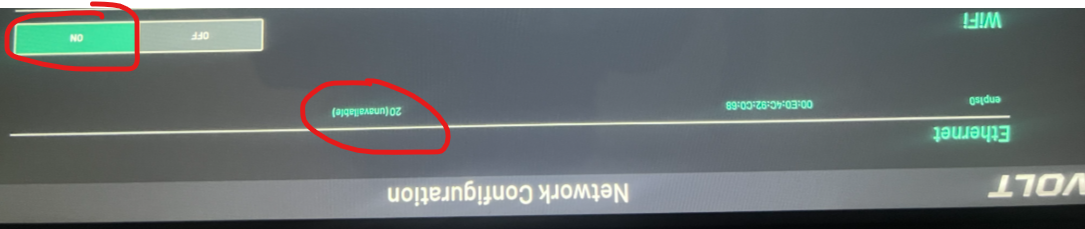 VOLT
Network Configuration
Ethernet
enp1s0 00:E0:4C:92:C0:68 20(unavailable)
WiFi OFF ON